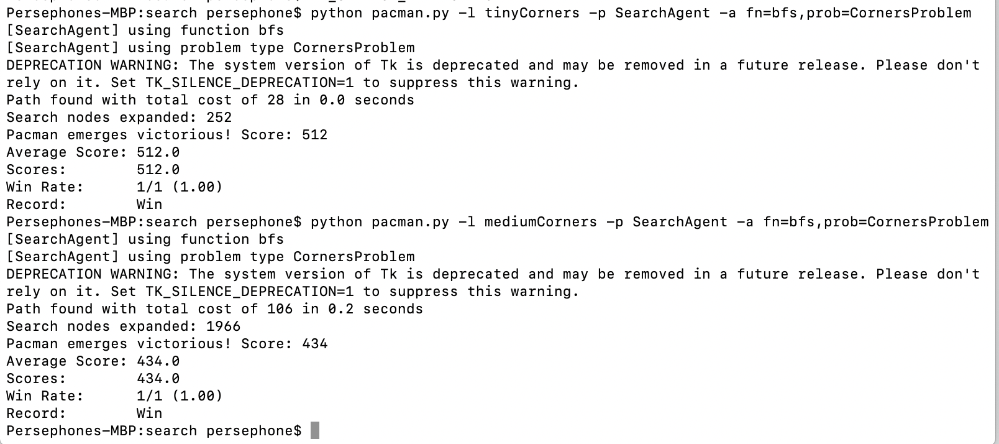 Persephones-MBP:search persephone$ python pacman.py -l tinyCorners -p SearchAgent -a fn=bfs,prob=CornersProblem
[SearchAgent] using function bfs
[SearchAgent] using problem type CornersProblem
DEPRECATION WARNING: The system version of Tk is deprecated and may be removed in a future release. Please don't
rely on it. Set TK_SILENCE_DEPRECATION=1 to suppress this warning.
Path found with total cost of 28 in 0.0 seconds
Search nodes expanded: 252
Pacman emerges victorious! Score: 512
Average Score: 512.0
Scores:        512.0
Win Rate:      1/1 (1.00)
Record:        Win
Persephones-MBP:search persephone$ python pacman.py -l mediumCorners -p SearchAgent -a fn=bfs,prob=CornersProblem
[SearchAgent] using function bfs
[SearchAgent] using problem type CornersProblem
DEPRECATION WARNING: The system version of Tk is deprecated and may be removed in a future release. Please don't
rely on it. Set TK_SILENCE_DEPRECATION=1 to suppress this warning.
Path found with total cost of 106 in 0.2 seconds
Search nodes expanded: 1966
Pacman emerges victorious! Score: 434
Average Score: 434.0
Scores:        434.0
Win Rate:      1/1 (1.00)
Record:        Win
Persephones-MBP:search persephone$